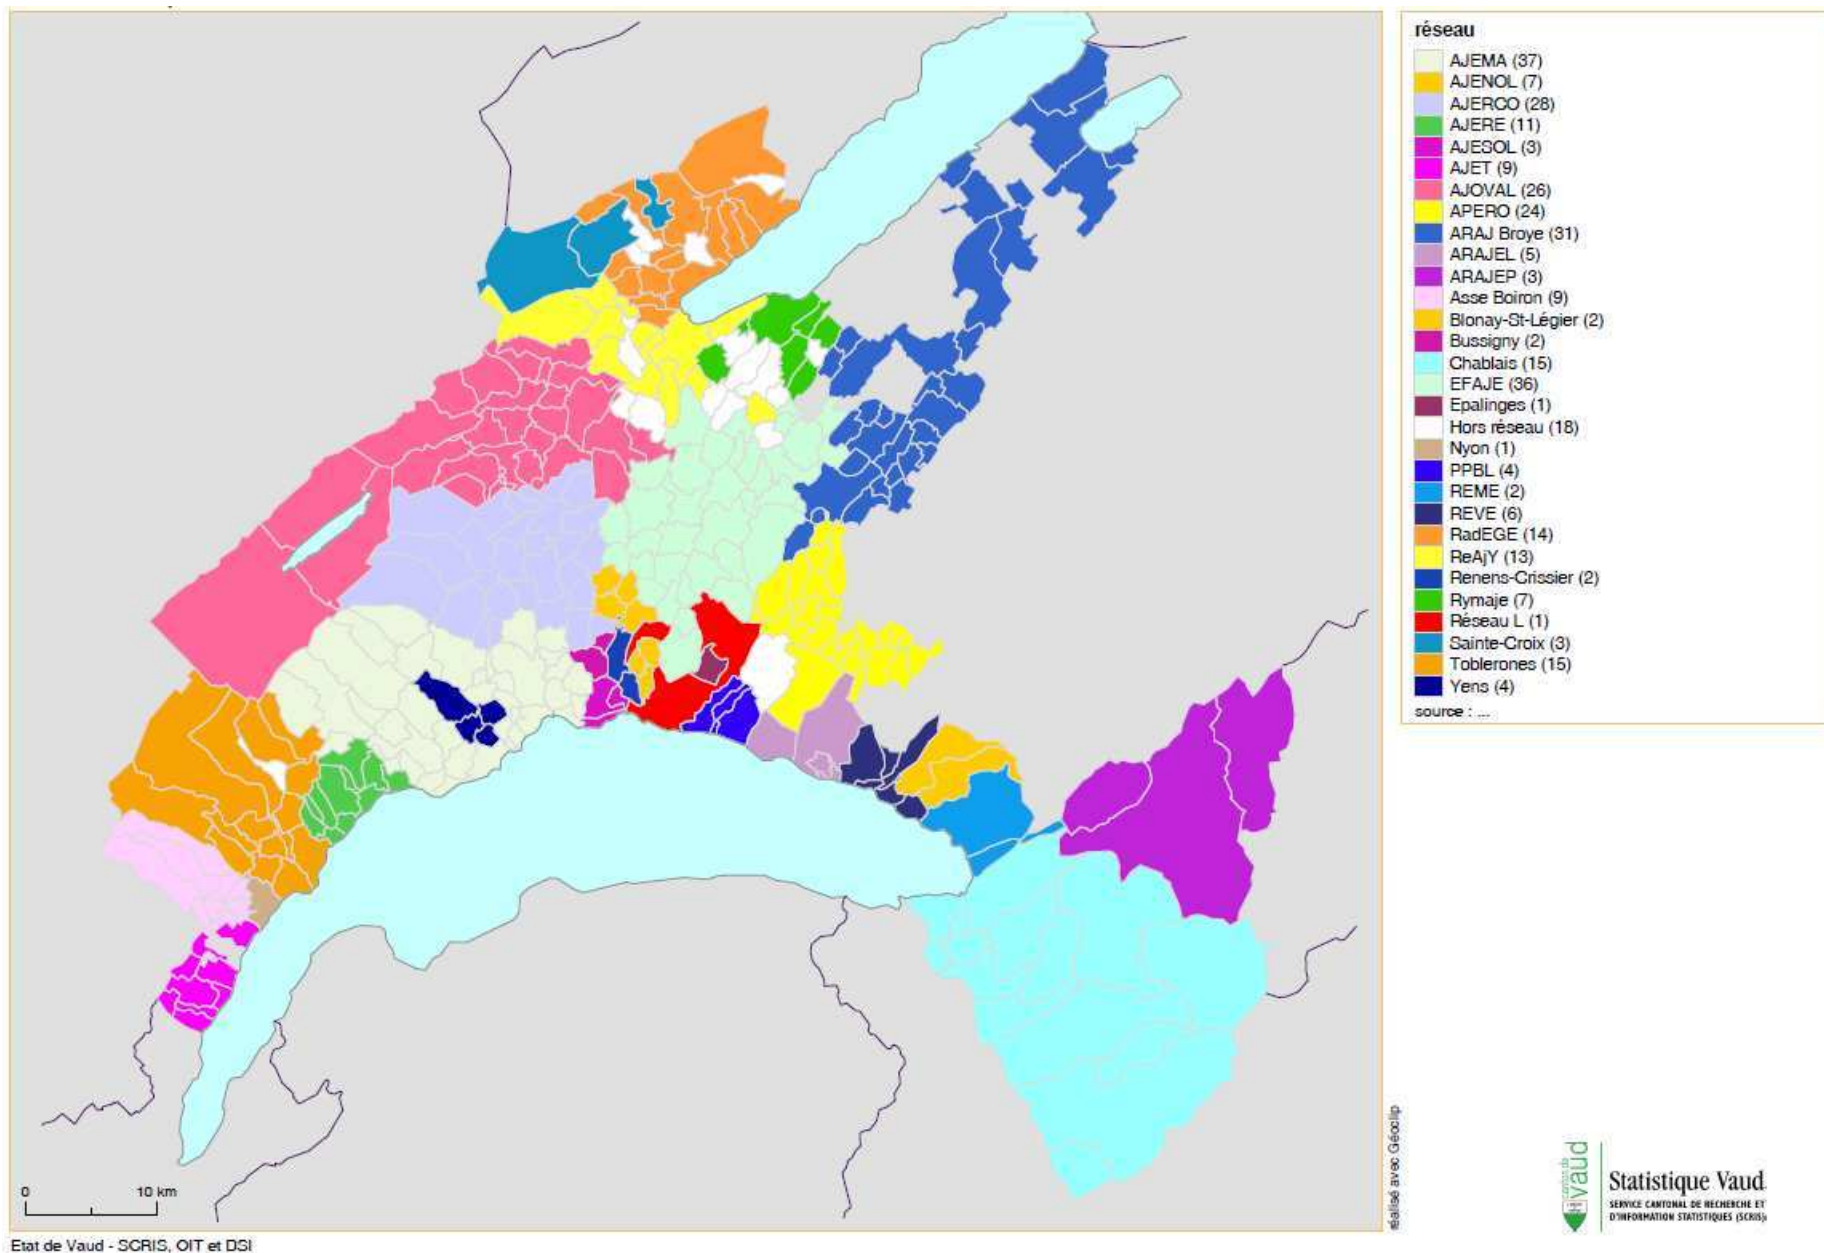 réseau
AJEMA (37)
AJENOL (7)
AJERCO (28)
AJERE (11)
AJESOL (3)
AJET (9)
AJOVAL (26)
APERO (24)
ARAJ Broye (31)
ARAJEL (5)
ARAJEP (3)
Asse Boiron (9)
Blonay-St-Légier (2)
Bussigny (2)
Chablais (15)
EFAJE (36)
Epalinges (1)
Hors réseau (18)
Nyon (1)
PPBL (4)
REME (2)
REVE (6)
RadEGE (14)
ReAjY (13)
Renens-Crissier (2)
Rymaje (7)
Réseau L (1)
Sainte-Croix (3)
Toblerones (15)
Yens (4)
source : ...
réalisé avec Géoclip
0 10 km
canton de
vaud
Statistique Vaud
SERVICE CANTONAL DE RECHERCHE ET
D'INFORMATION STATISTIQUES (SCRIS)
Etat de Vaud - SCRIS, OIT et DSI